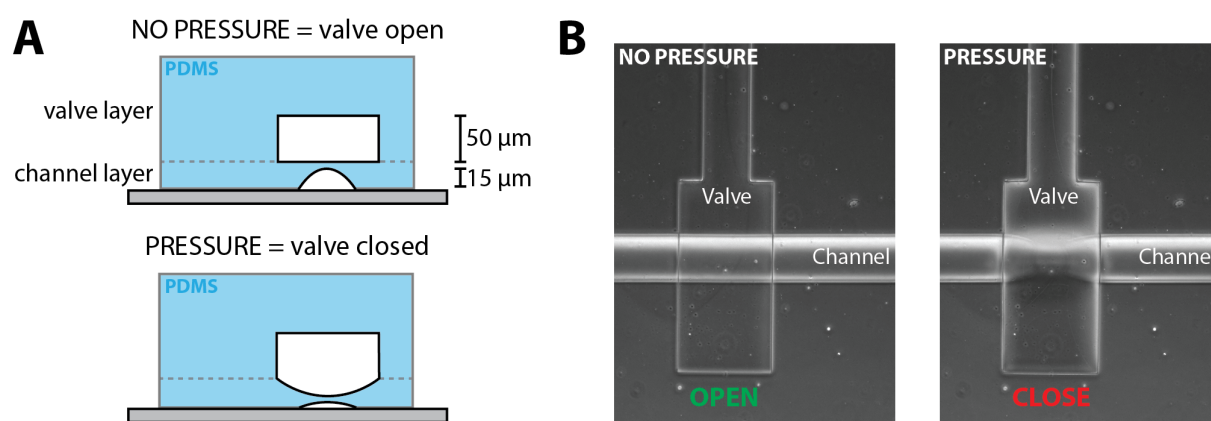 A
NO PRESSURE = valve open
PDMS
valve layer
channel layer
50 μm
15 μm
PRESSURE = valve closed
PDMS
B
NO PRESSURE
Valve
Channel
OPEN
PRESSURE
Valve
Channe
CLOSE